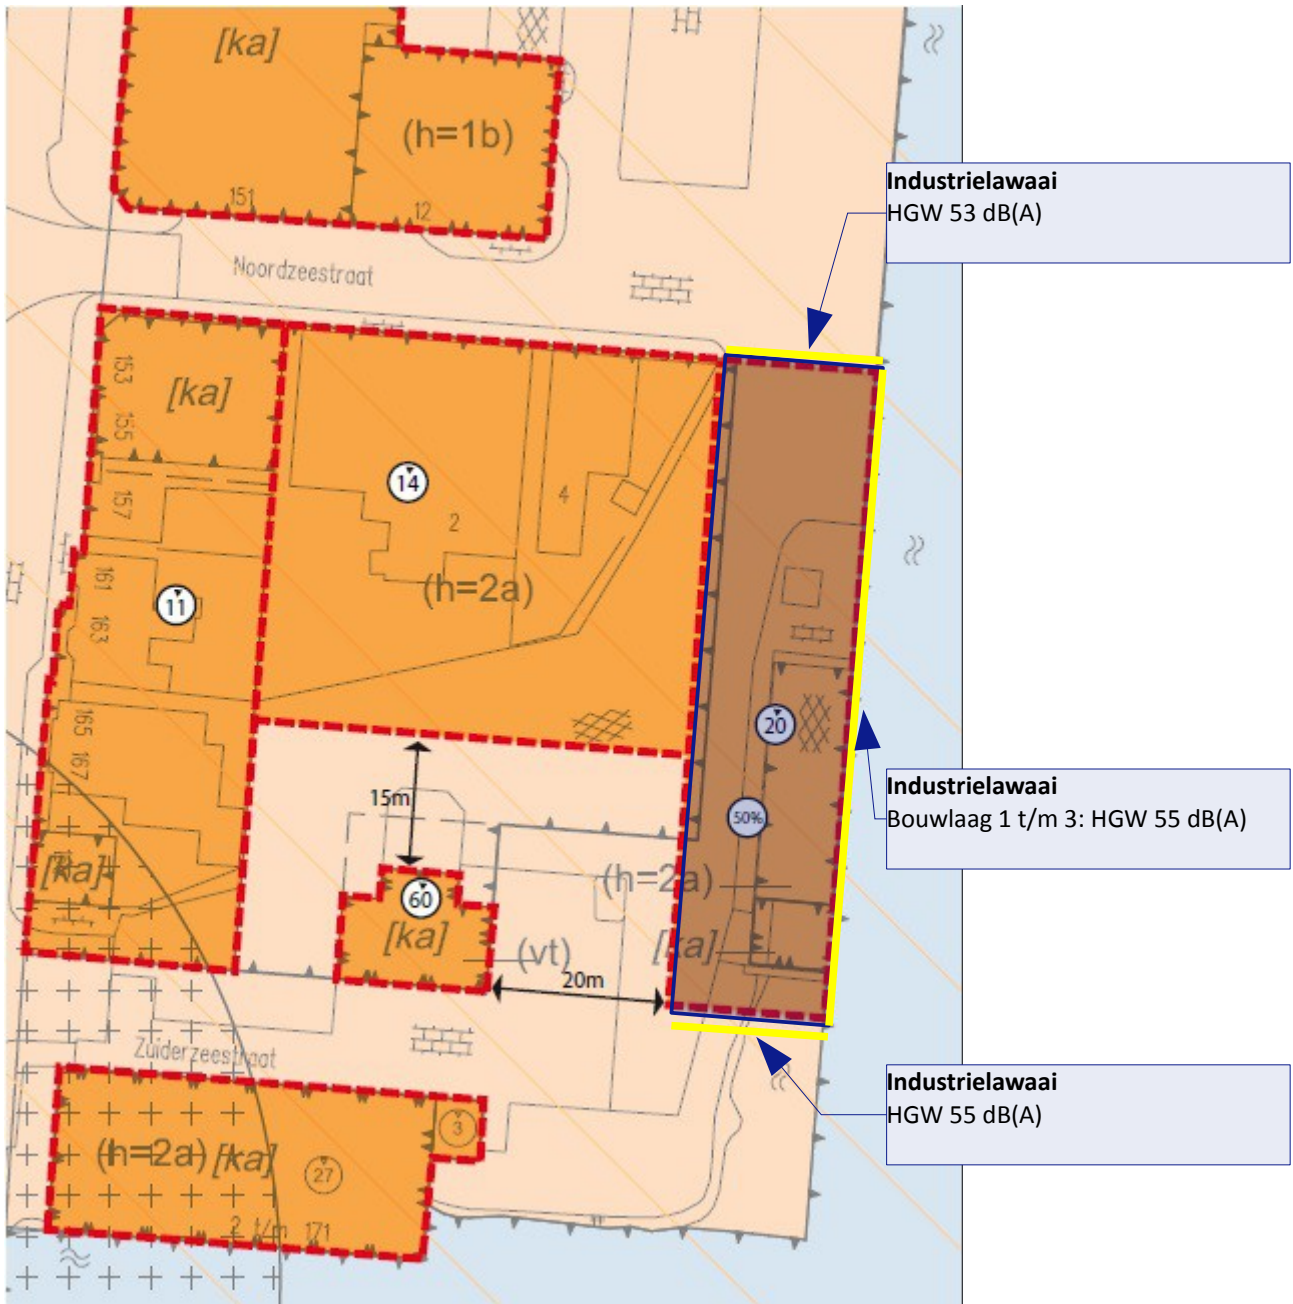 [ka]
(h=1b)
151
12
Industrielawaai
HGW 53 dB(A)
Noordzeestraat
153
[ka]
155
14
4
2
157
(h=2a)
161
11
163
165
20
167
15m
Industrielawaai
Bouwlaag 1 t/m 3: HGW 55 dB(A)
50%
[ka]
(h=2a)
60
[ka]
(vt)
[ka]
20m
Zuiderzeestraat
Industrielawaai
HGW 55 dB(A)
3
(h=2a) [ka]
27
2 t/m 171